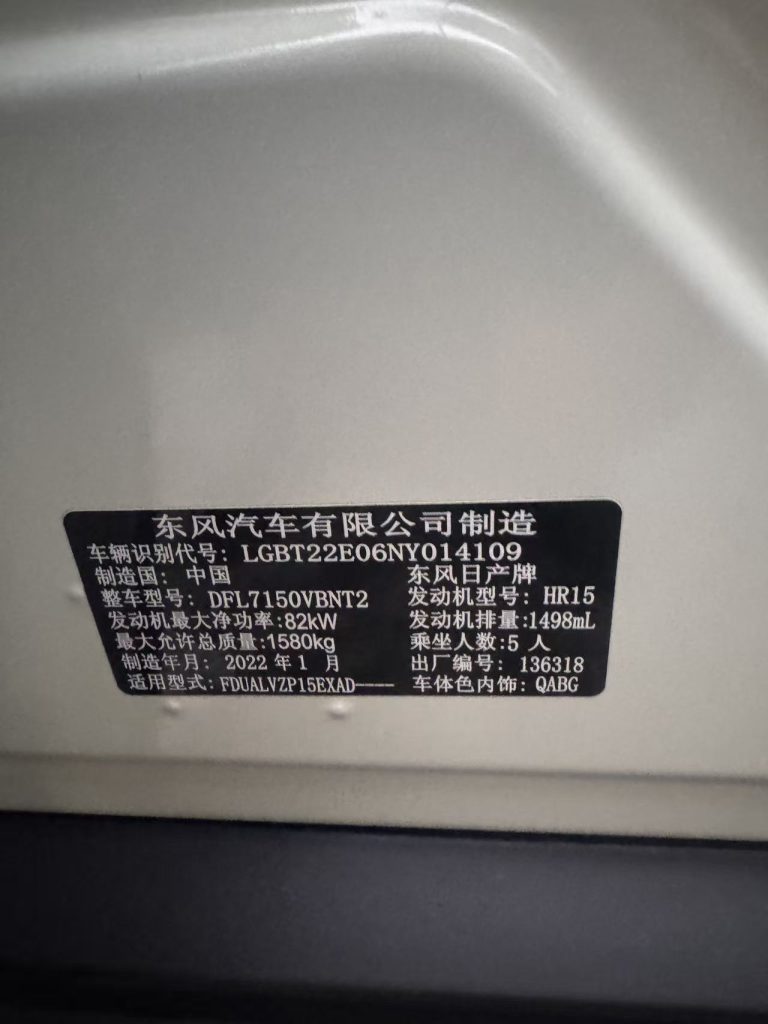 东风汽车有限公司制造
车辆识别代号: LGBT22E06NY014109
制造国: 中国 东风日产牌
整车型号: DFL7150VBNT2 发动机型号: HR15
发动机最大净功率:82kW 发动机排量:1498mL
最大允许总质量:1580kg 乘坐人数:5 人
制造年月: 2022 年 1 月 出厂编号: 136318
适用型式: FDUALVZP15EXAD---- 车体色内饰: QABG